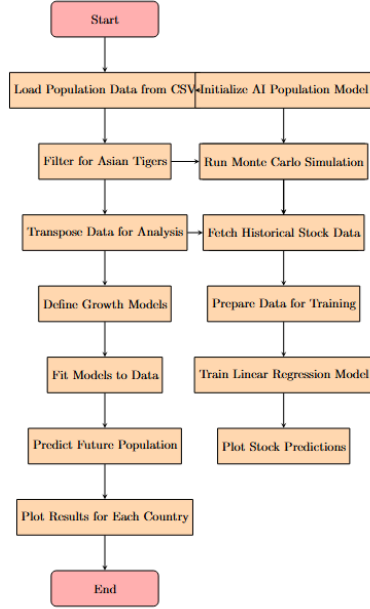 Start
Load Population Data from CSV
Initialize AI Population Model
Filter for Asian Tigers
Run Monte Carlo Simulation
Transpose Data for Analysis
Fetch Historical Stock Data
Define Growth Models
Prepare Data for Training
Fit Models to Data
Train Linear Regression Model
Predict Future Population
Plot Stock Predictions
Plot Results for Each Country
End